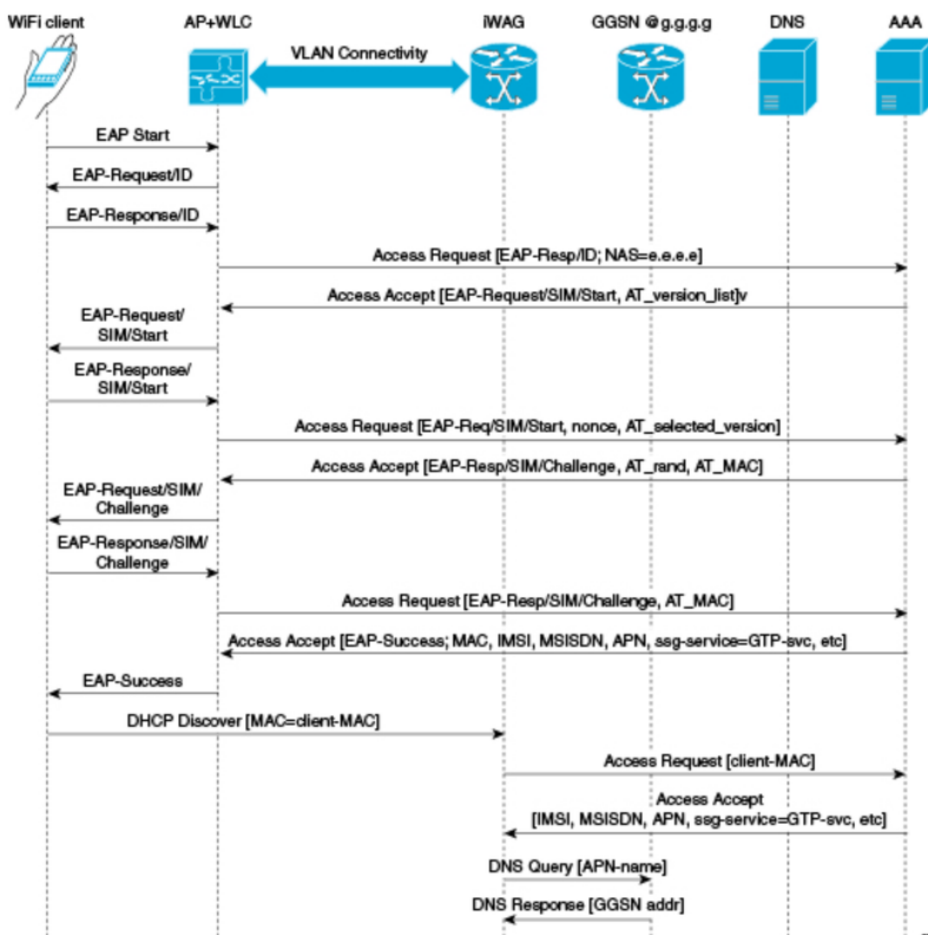 WiFi client
AP+WLC
iWAG
GGSN @g.g.g.g
DNS
AAA
VLAN Connectivity
EAP Start
EAP-Request/ID
EAP-Response/ID
Access Request [EAP-Resp/ID; NAS=e.e.e.e]
Access Accept [EAP-Request/SIM/Start, AT_version_list]v
EAP-Request/
SIM/Start
EAP-Response/
SIM/Start
Access Request [EAP-Req/SIM/Start, nonce, AT_selected_version]
Access Accept [EAP-Resp/SIM/Challenge, AT_rand, AT_MAC]
EAP-Request/SIM/
Challenge
EAP-Response/SIM/
Challenge
Access Request [EAP-Resp/SIM/Challenge, AT_MAC]
Access Accept [EAP-Success; MAC, IMSI, MSISDN, APN, ssg-service=GTP-svc, etc]
EAP-Success
DHCP Discover [MAC=client-MAC]
Access Request [client-MAC]
Access Accept
[IMSI, MSISDN, APN, ssg-service=GTP-svc, etc]
DNS Query [APN-name]
DNS Response [GGSN addr]